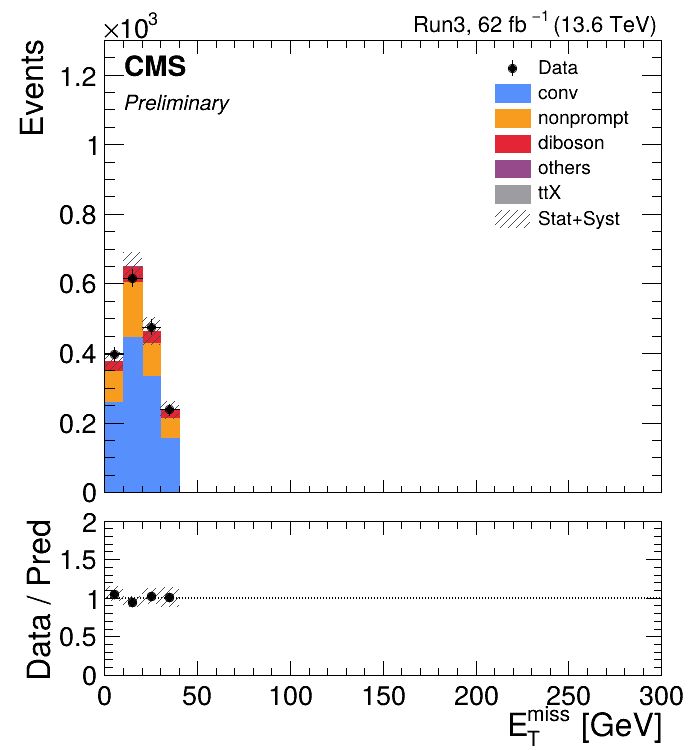 ×10³
Run3, 62 fb ⁻¹ (13.6 TeV)
Events
CMS
Preliminary
Data
conv
nonprompt
diboson
others
ttX
Stat+Syst
1.2
1
0.8
0.6
0.4
0.2
0
Data / Pred
2
1.5
1
0.5
0
0 50 100 150 200 250 300
E_T^miss [GeV]